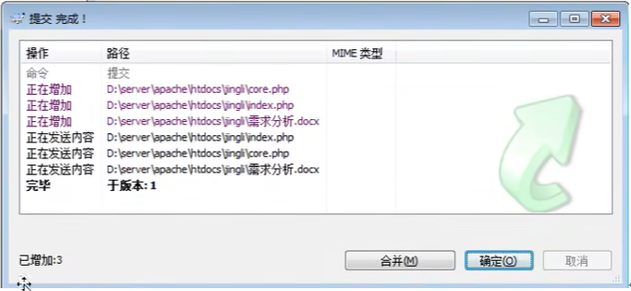 提交 完成！
操作 路径 MIME 类型
命令 提交
正在增加 D:\server\apache\htdocs\jingli\core.php
正在增加 D:\server\apache\htdocs\jingli\index.php
正在增加 D:\server\apache\htdocs\jingli\需求分析.docx
正在发送内容 D:\server\apache\htdocs\jingli\index.php
正在发送内容 D:\server\apache\htdocs\jingli\core.php
正在发送内容 D:\server\apache\htdocs\jingli\需求分析.docx
完毕 于版本: 1
已增加:3 合并(M) 确定(O) 取消